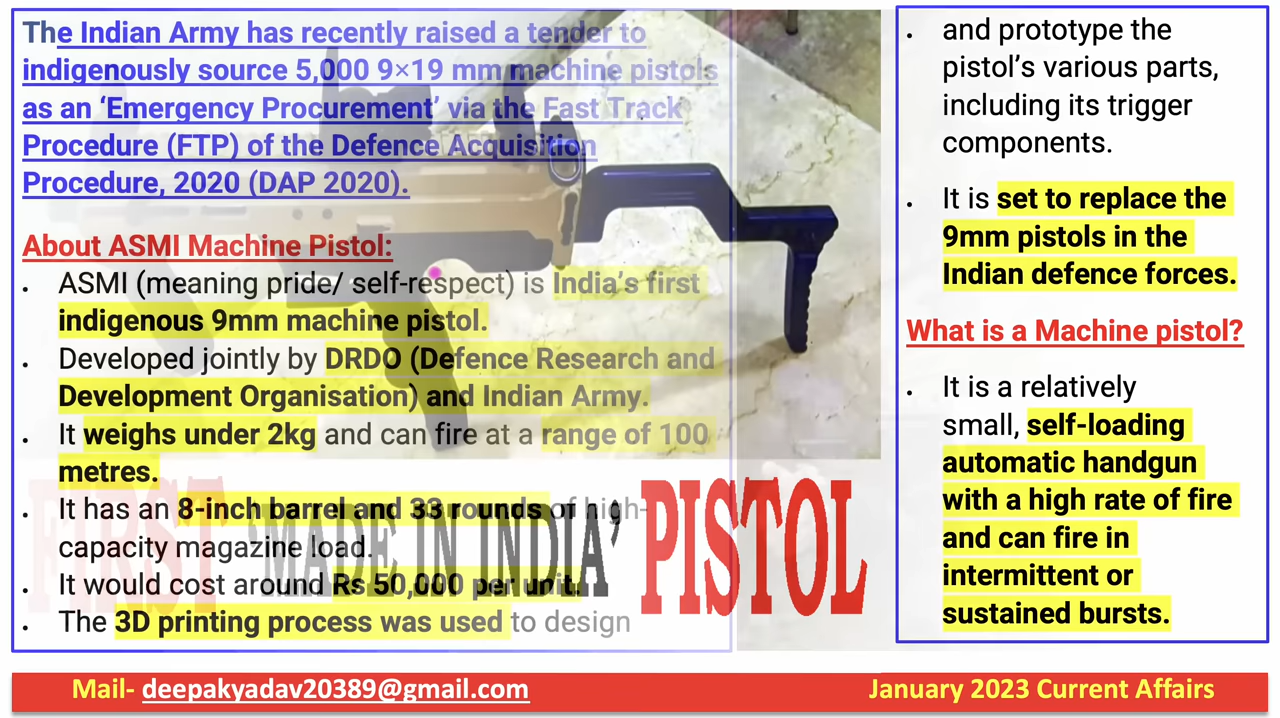 The Indian Army has recently raised a tender to
indigenously source 5,000 9×19 mm machine pistols
as an ‘Emergency Procurement’ via the Fast Track
Procedure (FTP) of the Defence Acquisition
Procedure, 2020 (DAP 2020).
About ASMI Machine Pistol:
• ASMI (meaning pride/ self-respect) is India’s first
indigenous 9mm machine pistol.
• Developed jointly by DRDO (Defence Research and
Development Organisation) and Indian Army.
• It weighs under 2kg and can fire at a range of 100
metres.
• It has an 8-inch barrel and 33 rounds of high-
capacity magazine load.
• It would cost around Rs 50,000 per unit.
• The 3D printing process was used to design
FIRST ‘MADE IN INDIA’ PISTOL
• and prototype the
pistol’s various parts,
including its trigger
components.
• It is set to replace the
9mm pistols in the
Indian defence forces.
What is a Machine pistol?
• It is a relatively
small, self-loading
automatic handgun
with a high rate of fire
and can fire in
intermittent or
sustained bursts.
Mail- deepakyadav20389@gmail.com
January 2023 Current Affairs